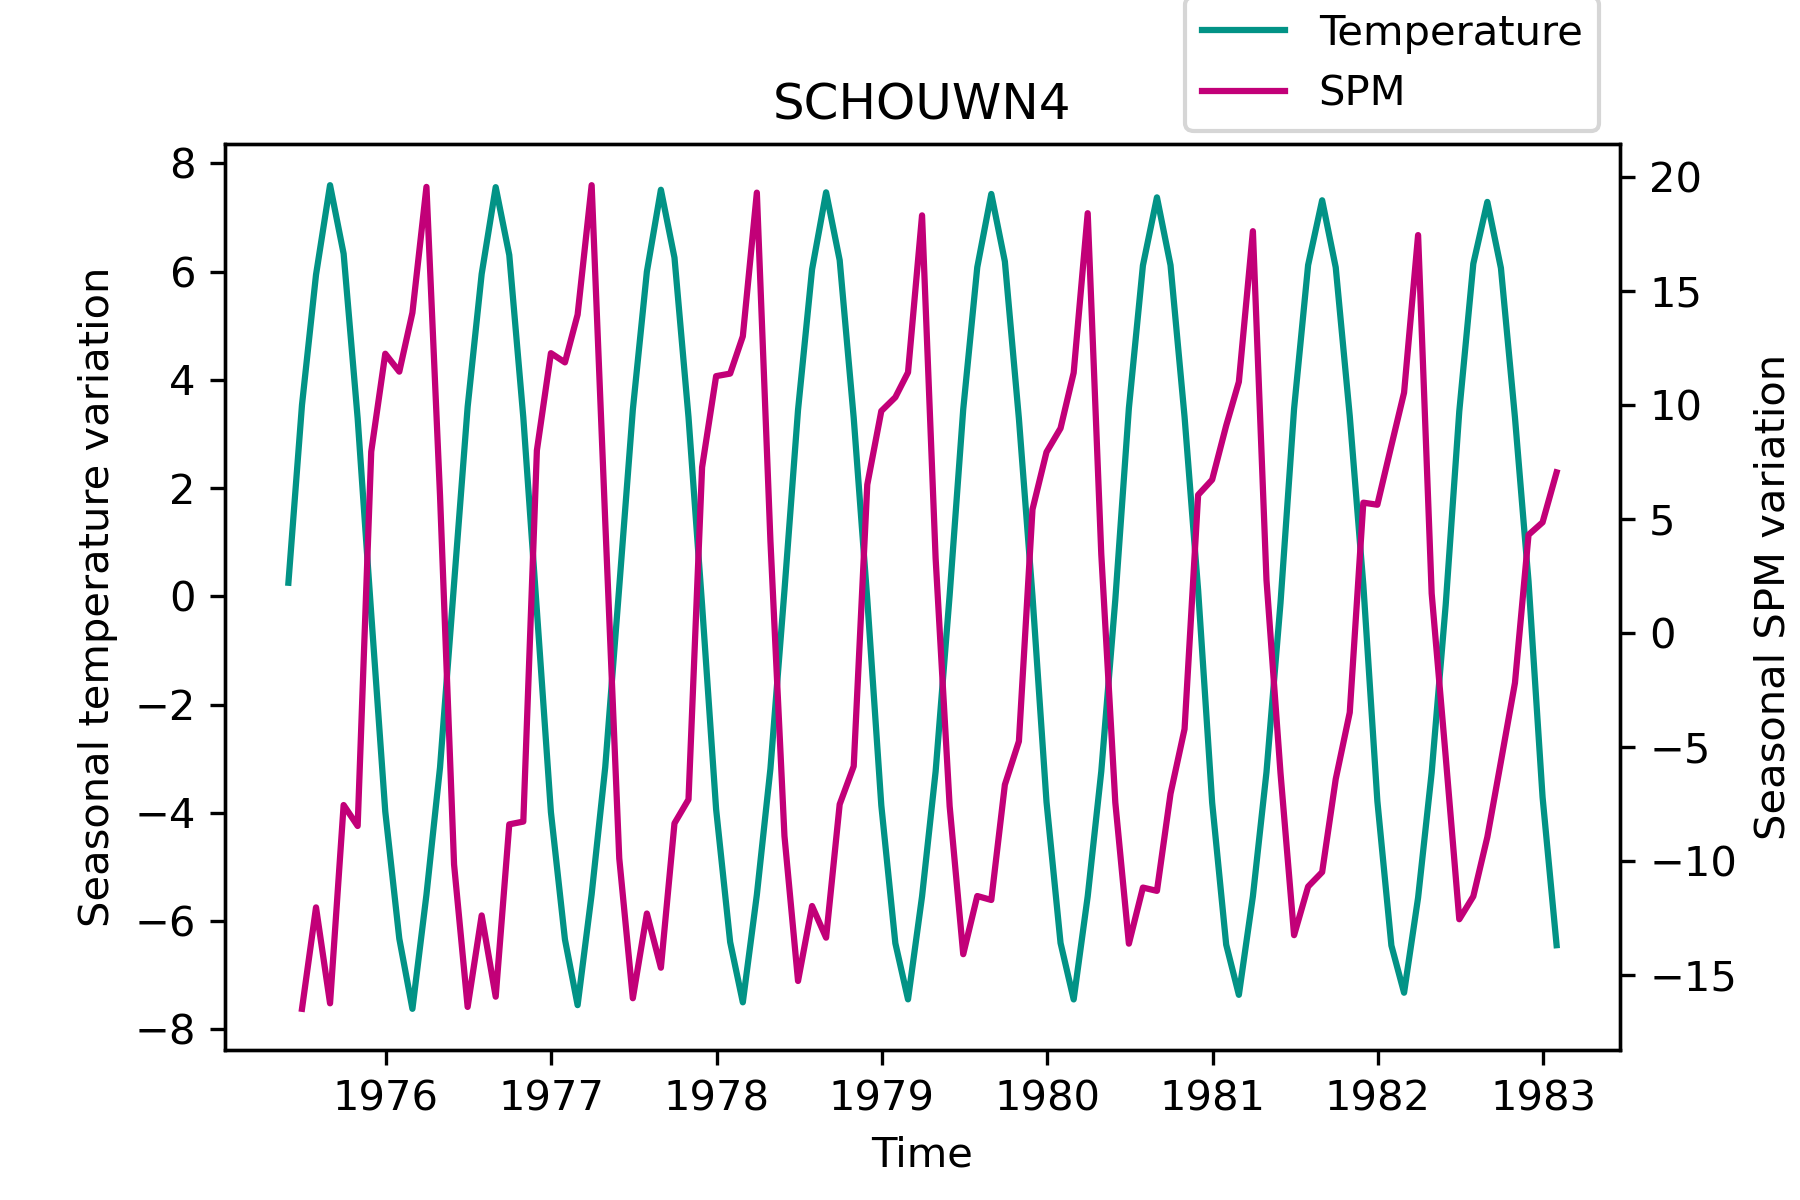 Temperature
SPM
SCHOUWN4
Seasonal temperature variation
8
6
4
2
0
−2
−4
−6
−8
20
15
10
5
0
−5
−10
−15
Seasonal SPM variation
1976 1977 1978 1979 1980 1981 1982 1983
Time